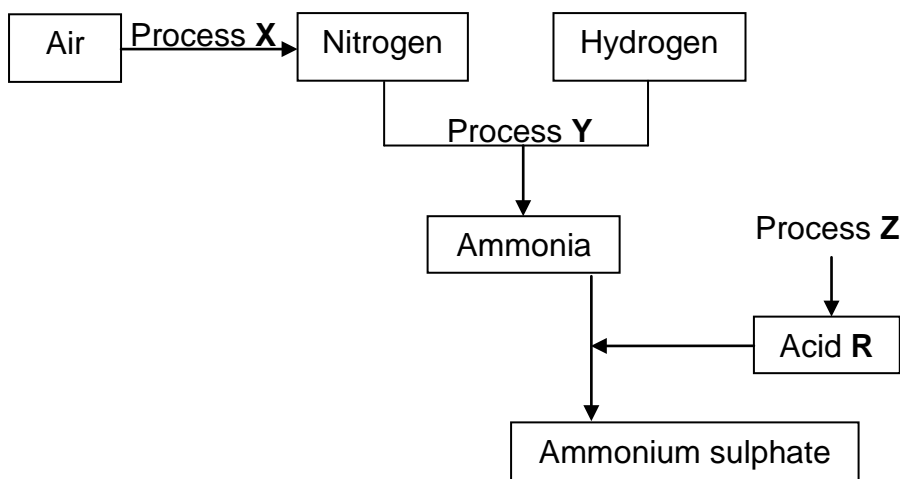 Air
Process X
Nitrogen
Hydrogen
Process Y
Ammonia
Process Z
Acid R
Ammonium sulphate